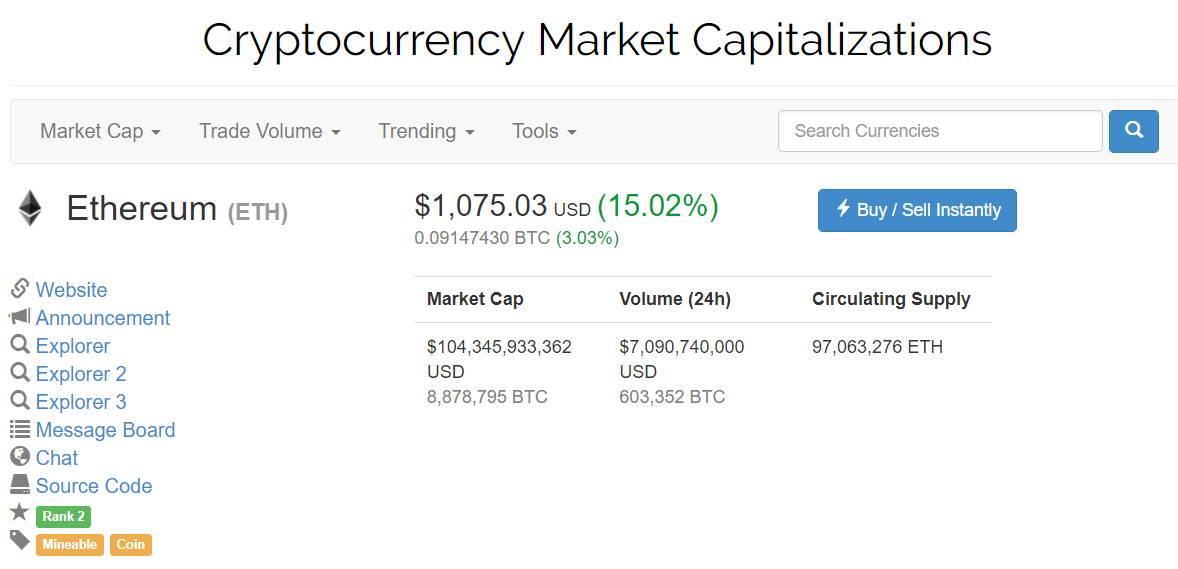 Cryptocurrency Market Capitalizations
Market Cap Trade Volume Trending Tools Search Currencies
Ethereum (ETH)
$1,075.03 USD (15.02%)
0.09147430 BTC (3.03%)
Buy / Sell Instantly
Website
Announcement
Explorer
Explorer 2
Explorer 3
Message Board
Chat
Source Code
Rank 2
Mineable Coin
Market Cap Volume (24h) Circulating Supply
$104,345,933,362 $7,090,740,000 97,063,276 ETH
USD USD
8,878,795 BTC 603,352 BTC